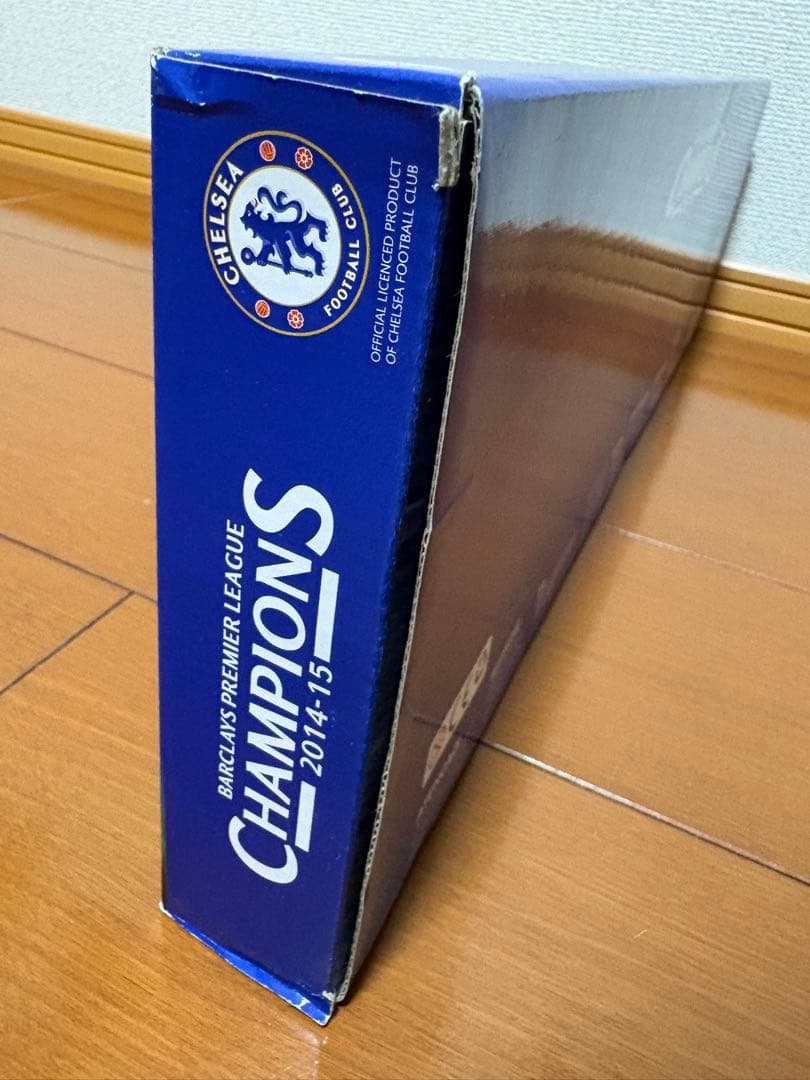 CHELSEA
FOOTBALL CLUB
OFFICIAL LICENCED PRODUCT
OF CHELSEA FOOTBALL CLUB
BARCLAYS PREMIER LEAGUE
CHAMPIONS
2014-15